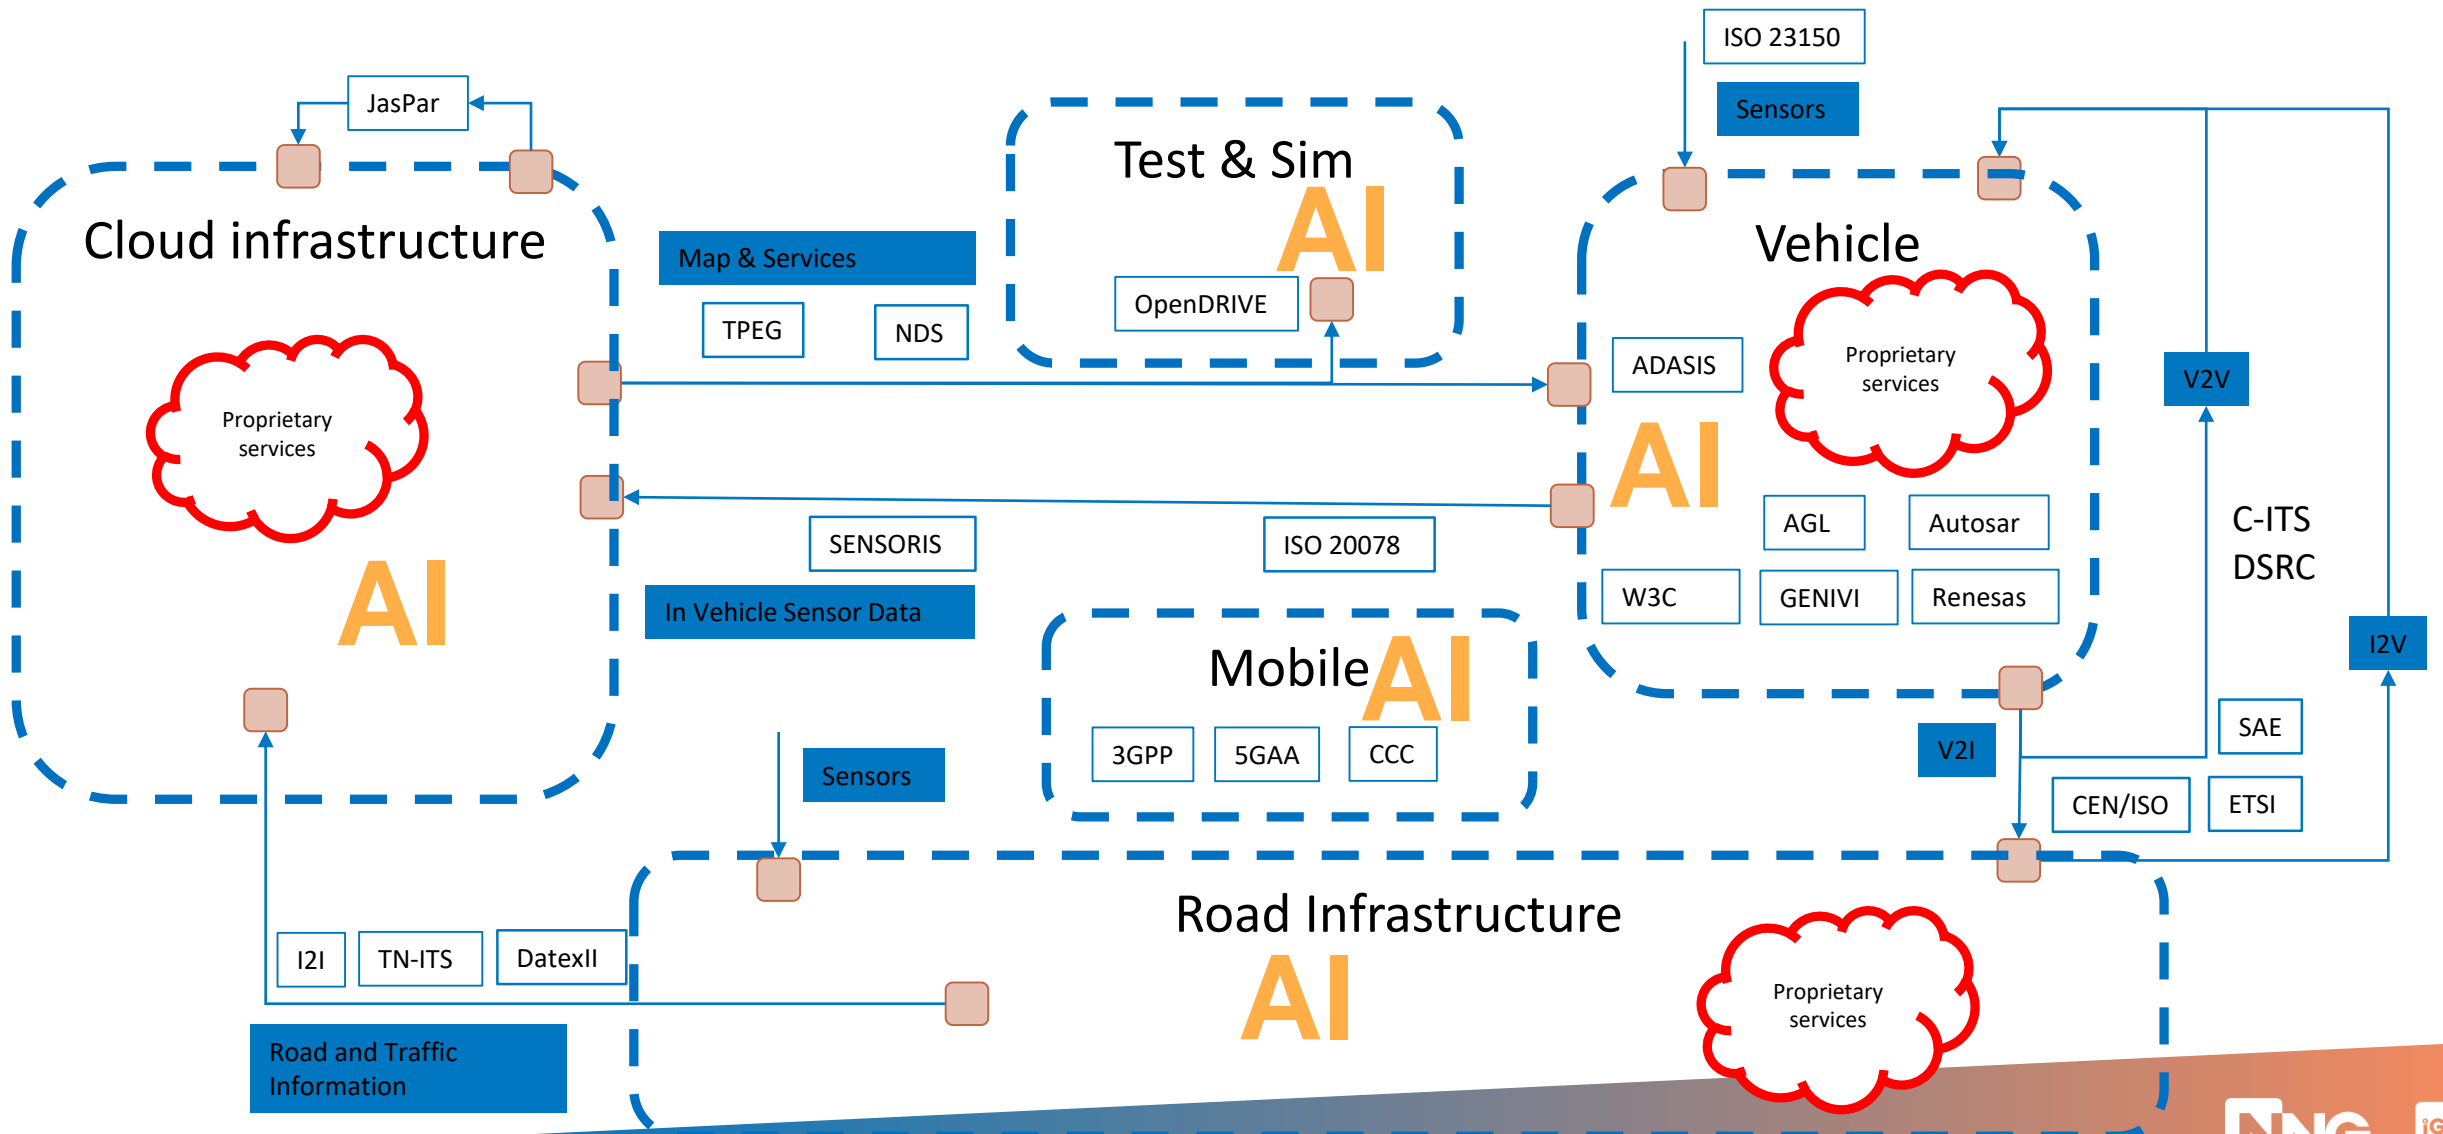 ISO 23150
Sensors
JasPar
Test & Sim
AI
OpenDRIVE
Cloud infrastructure
Proprietary
services
AI
Map & Services
TPEG
NDS
Vehicle
Proprietary
services
ADASIS
AI
AGL
Autosar
W3C
GENIVI
Renesas
V2V
C-ITS
DSRC
I2V
SENSORIS
ISO 20078
In Vehicle Sensor Data
Mobile
AI
3GPP
5GAA
CCC
Sensors
V2I
SAE
CEN/ISO
ETSI
Road Infrastructure
AI
Proprietary
services
I2I
TN-ITS
DatexII
Road and Traffic
Information
NNG
iG